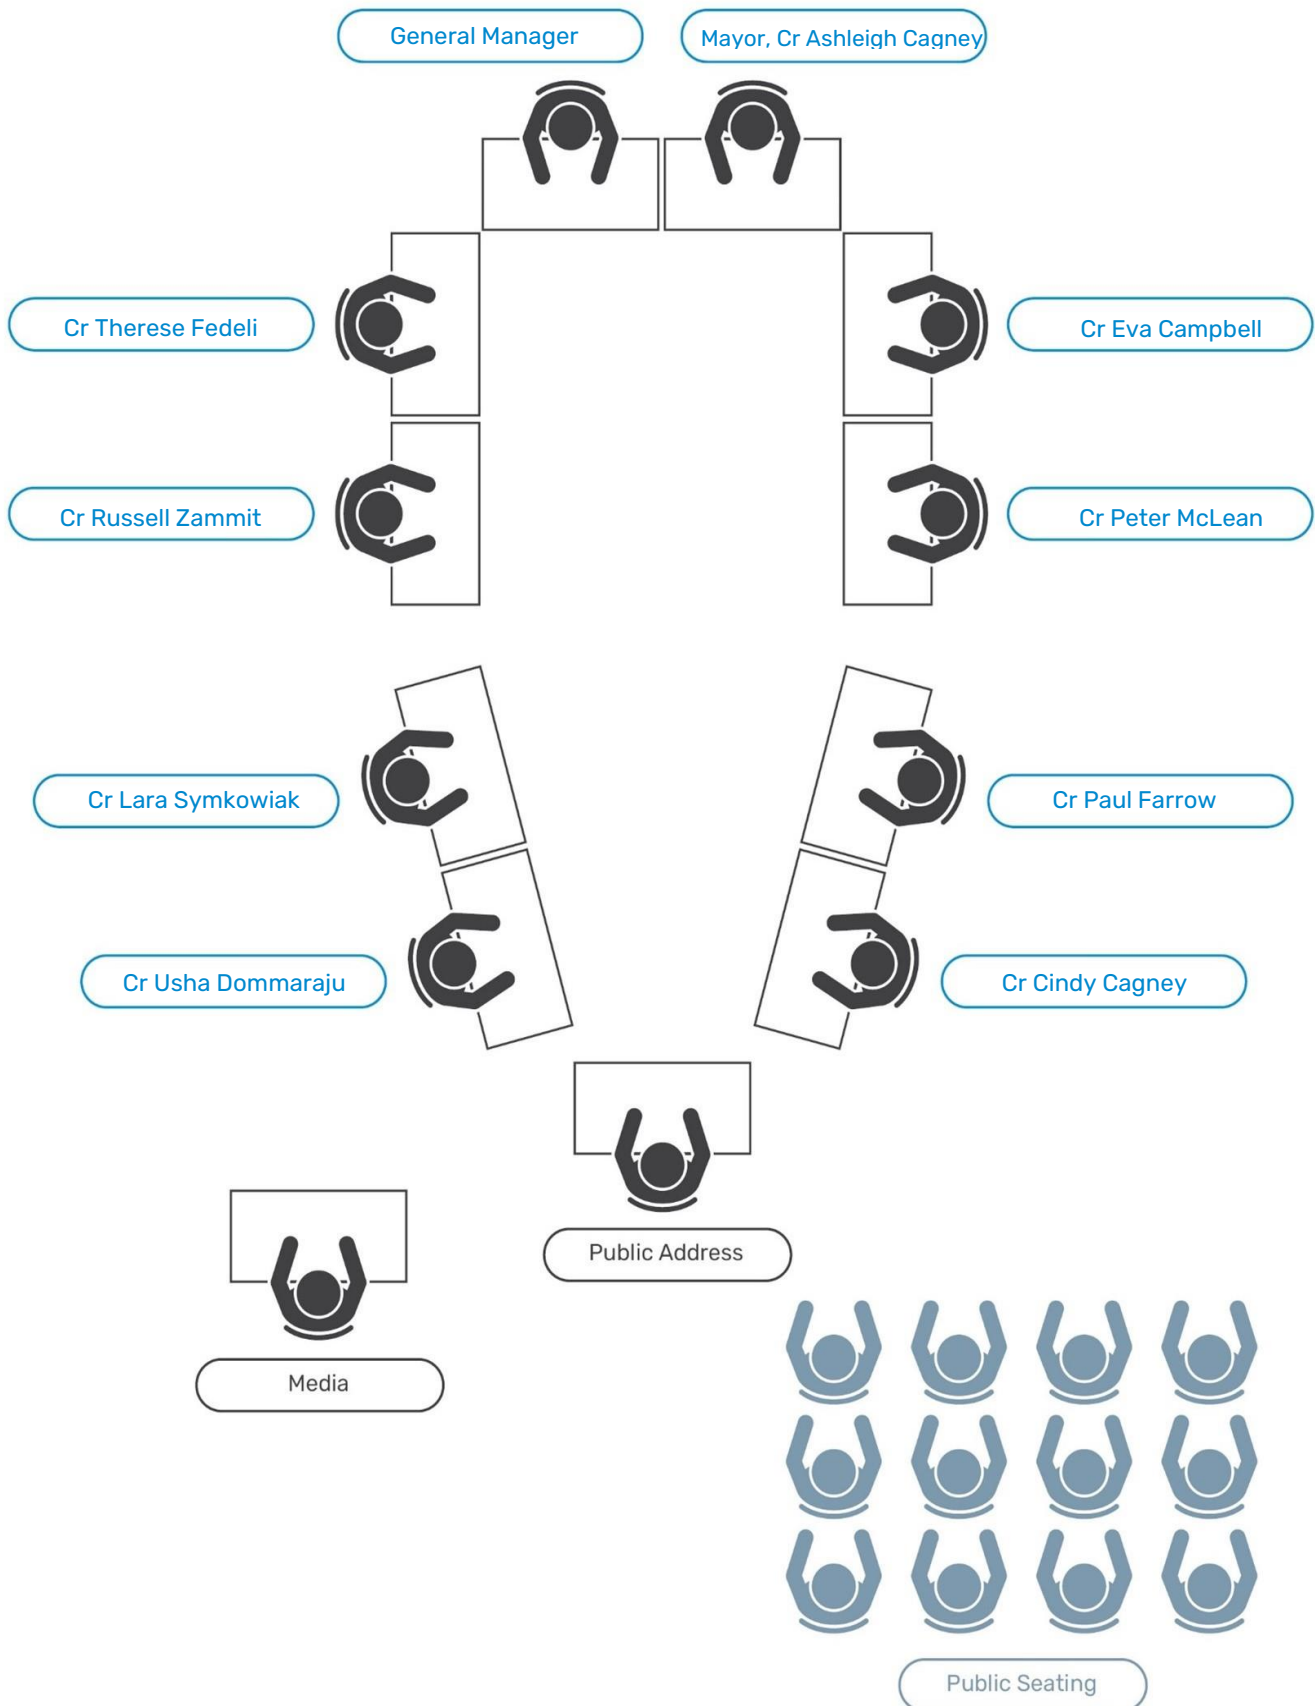 General Manager
Mayor, Cr Ashleigh Cagney
Cr Therese Fedeli
Cr Eva Campbell
Cr Russell Zammit
Cr Peter McLean
Cr Lara Symkowiak
Cr Paul Farrow
Cr Usha Dommaraju
Cr Cindy Cagney
Public Address
Media
Public Seating